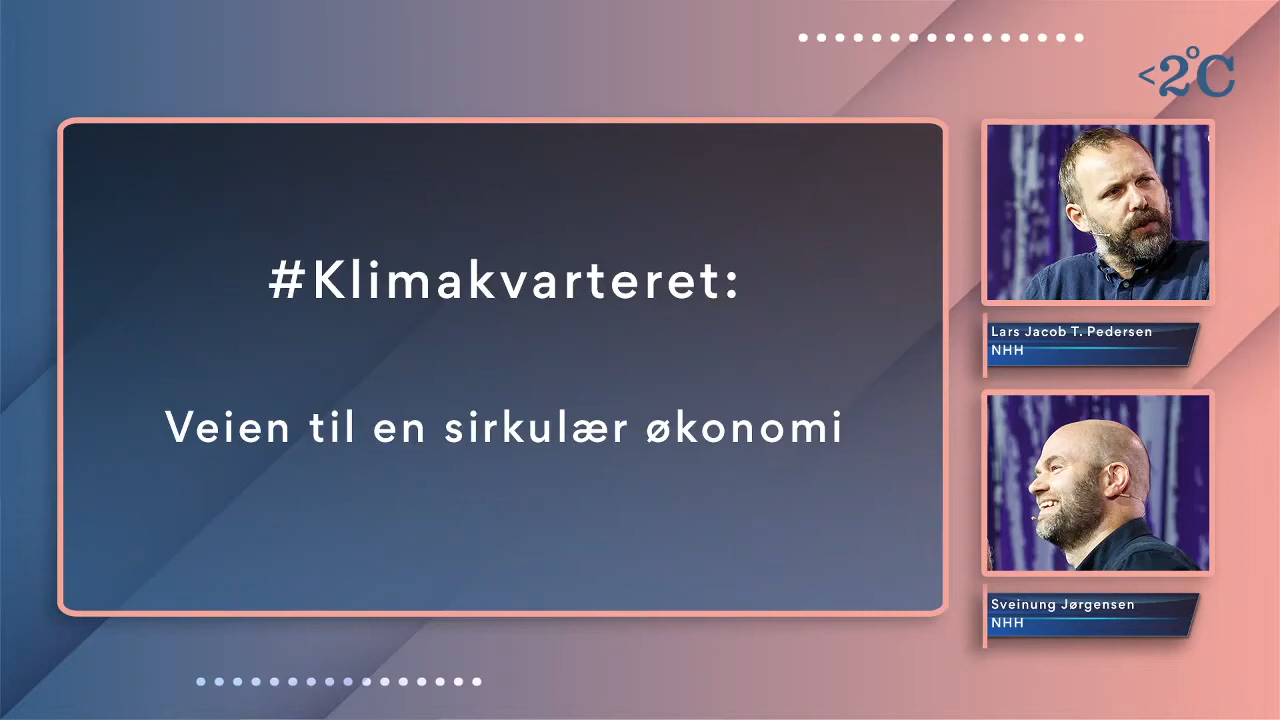 <2°C
#Klimakvarteret:
Veien til en sirkulær økonomi
Lars Jacob T. Pedersen
NHH
Sveinung Jørgensen
NHH